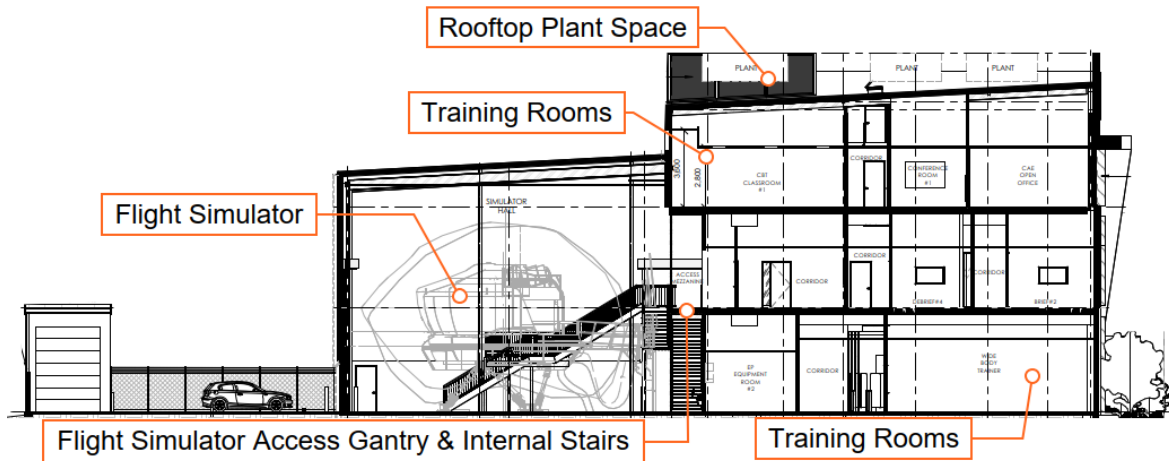 Rooftop Plant Space
PLANT
PLANT
PLANT
Training Rooms
3,600
2,800
CBT
CLASSROOM
#1
CORRIDOR
CONFERENCE
ROOM
#1
CAE
OPEN
OFFICE
Flight Simulator
SIMULATOR
HALL
ACCESS
MEZZANINE
CORRIDOR
CORRIDOR
DEBRIEF#4
CORRIDOR
BRIEF#2
EP
EQUIPMENT
ROOM
#2
CORRIDOR
WIDE
BODY
TRAINER
Flight Simulator Access Gantry & Internal Stairs
Training Rooms